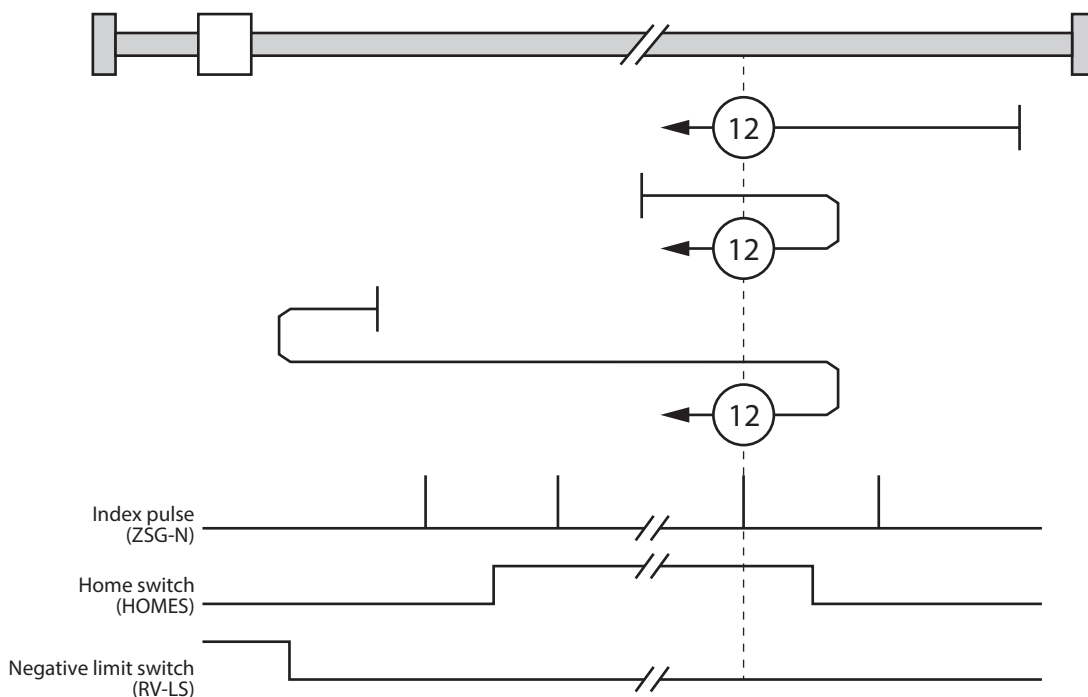 12
12
12
Index pulse
(ZSG-N)
Home switch
(HOMES)
Negative limit switch
(RV-LS)